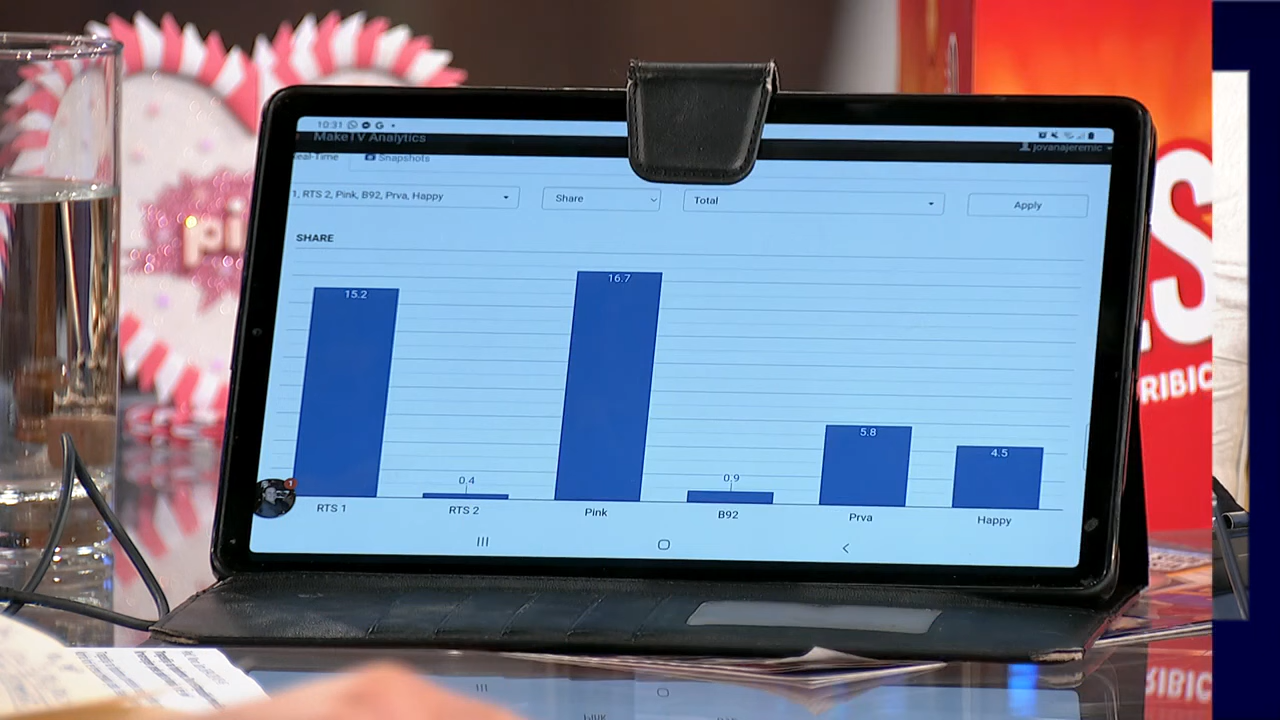 10:31
MakeTV Analytics
jovanajeremic
eal-Time Snapshots
1, RTS 2, Pink, B92, Prva, Happy
Share
Total
Apply
SHARE
15.2
0.4
16.7
0.9
5.8
4.5
RTS 1
RTS 2
Pink
B92
Prva
Happy
pi
S
RIBIC